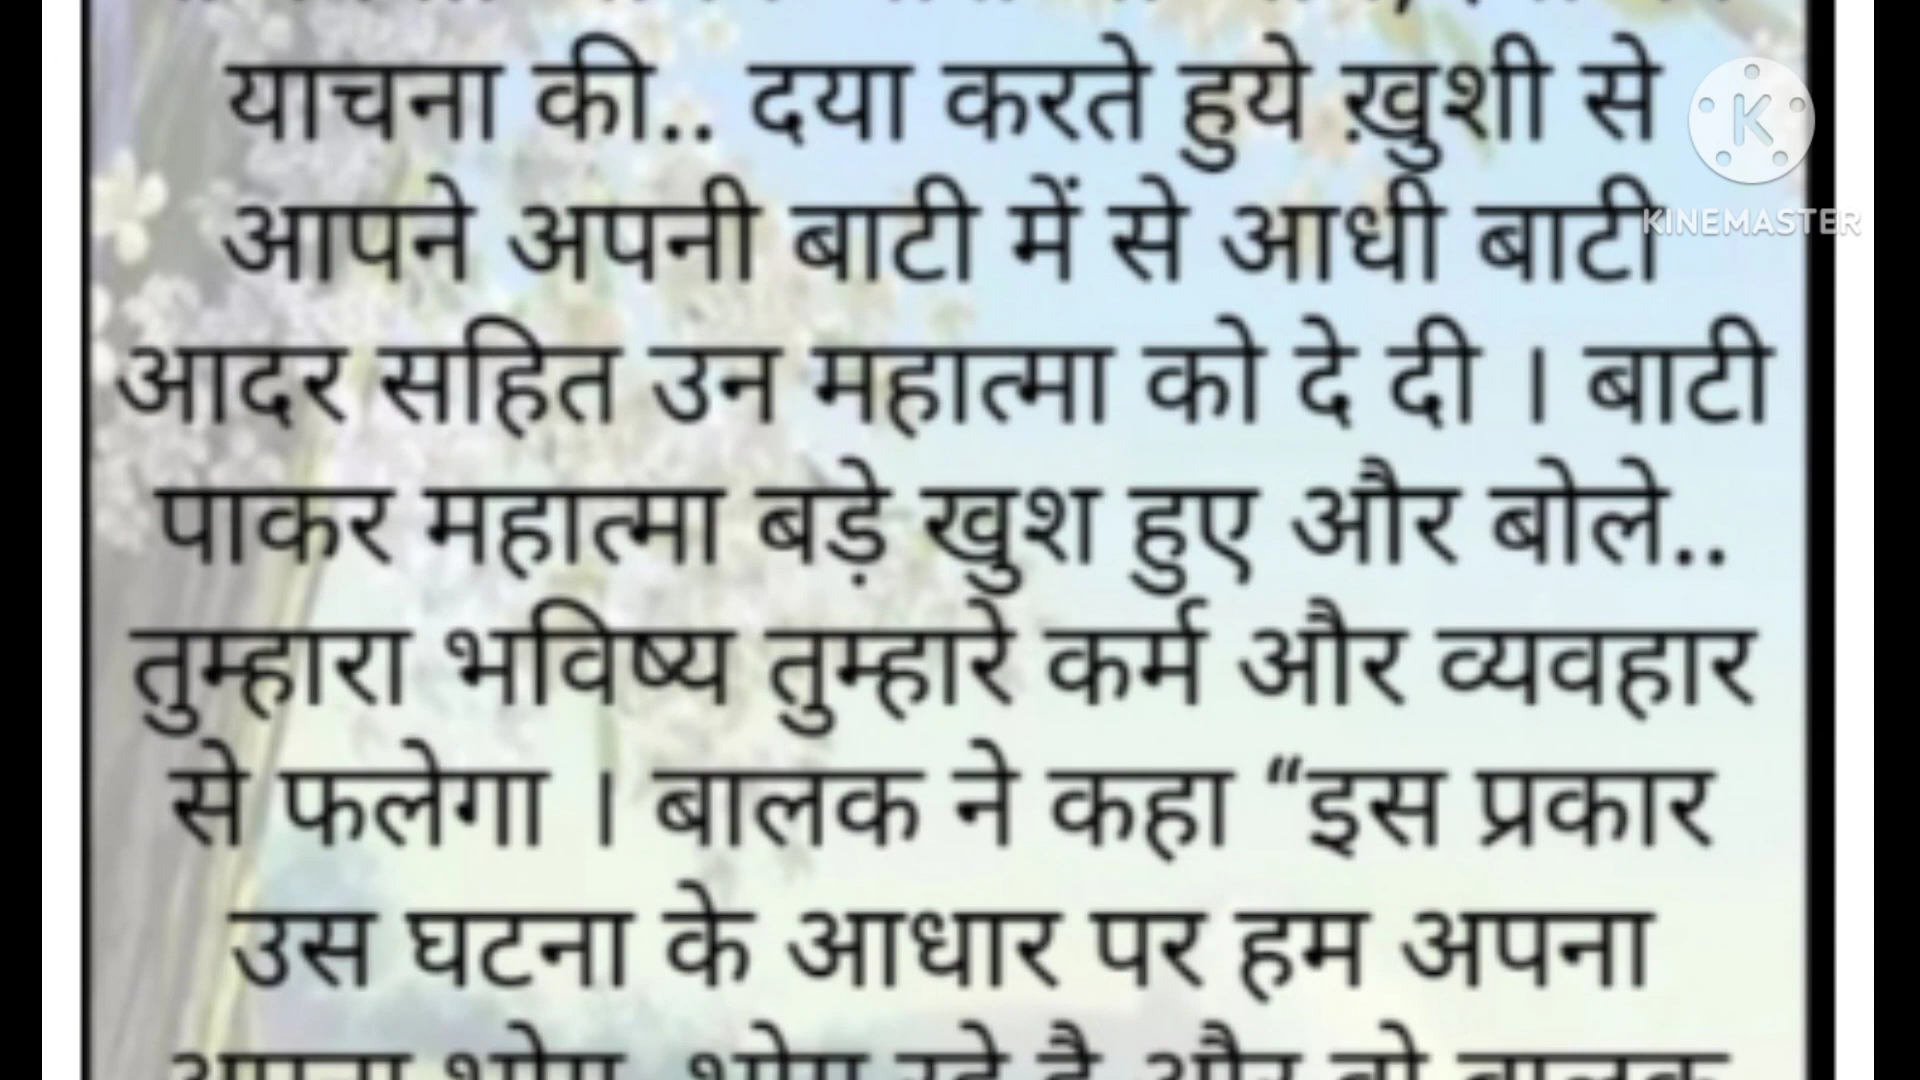 याचना की.. दया करते हुये ख़ुशी से
आपने अपनी बाटी में से आधी बाटी
आदर सहित उन महात्मा को दे दी । बाटी
पाकर महात्मा बड़े खुश हुए और बोले..
तुम्हारा भविष्य तुम्हारे कर्म और व्यवहार
से फलेगा । बालक ने कहा “इस प्रकार
उस घटना के आधार पर हम अपना
K
KINEMASTER